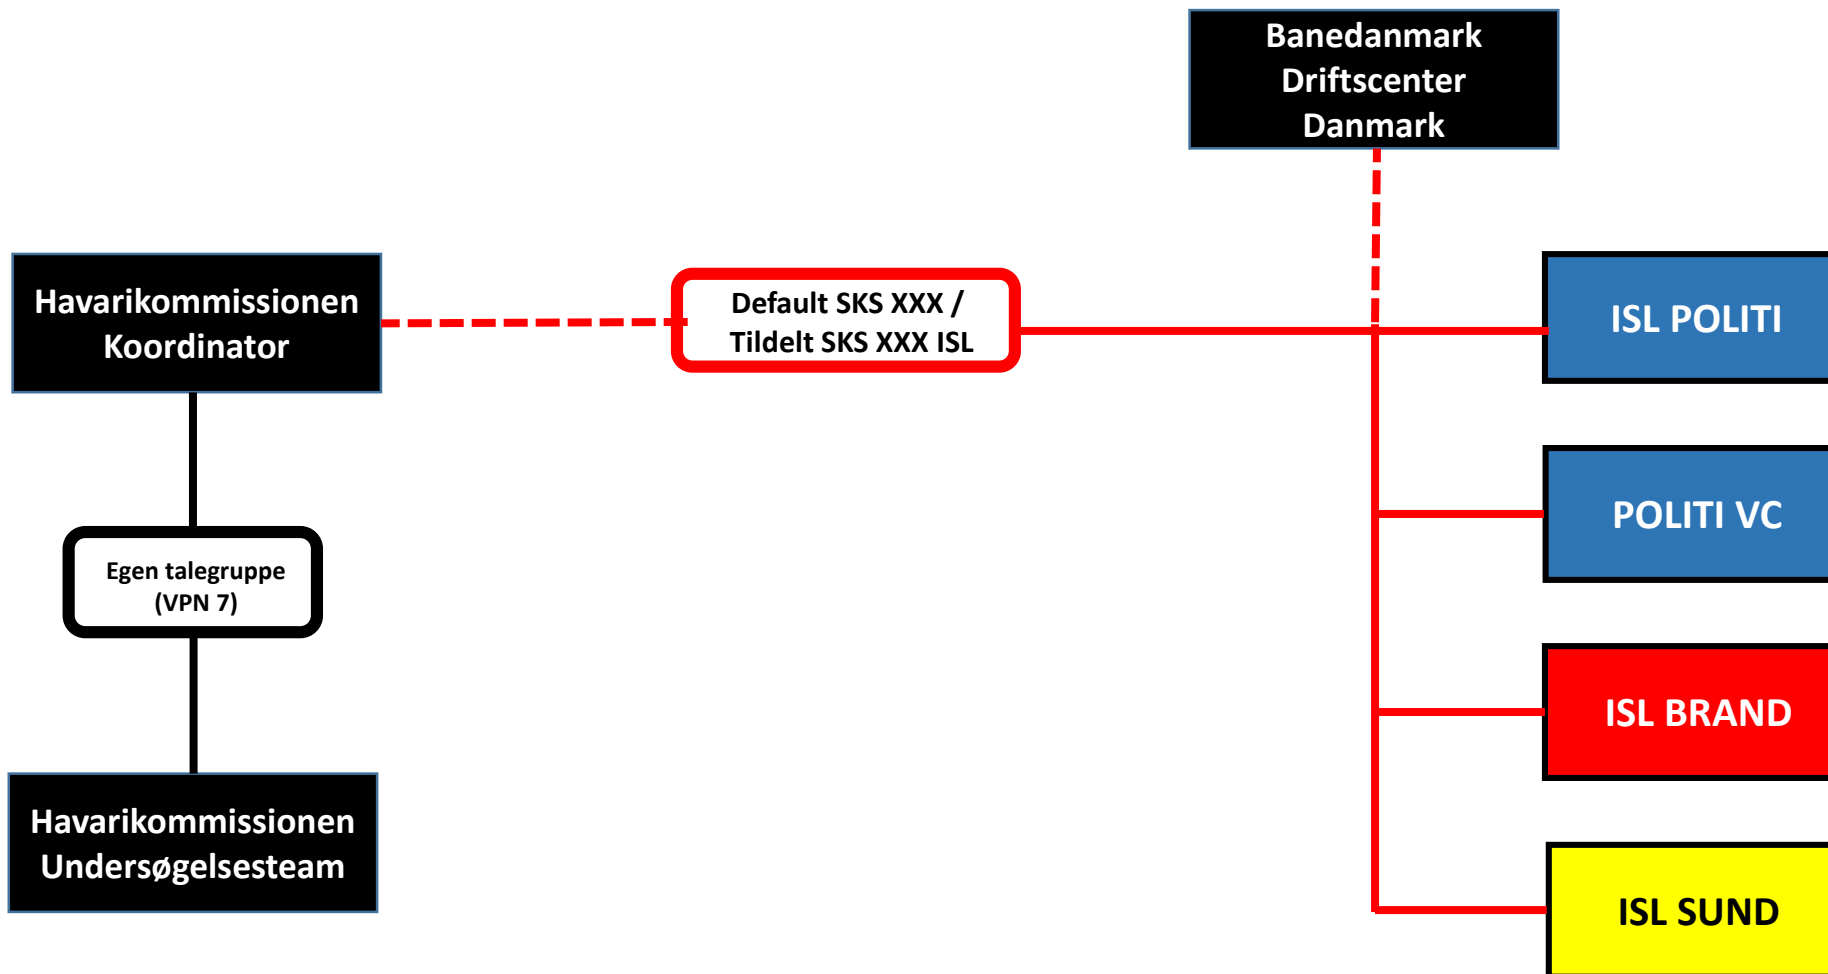 Banedanmark
Driftscenter
Danmark
Havarikommissionen
Koordinator
Default SKS XXX /
Tildelt SKS XXX ISL
ISL POLITI
POLITI VC
Egen talegruppe
(VPN 7)
ISL BRAND
Havarikommissionen
Undersøgelsesteam
ISL SUND